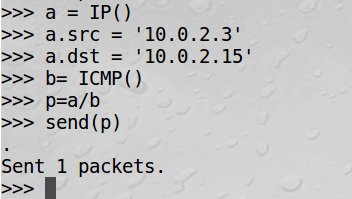 >>> a = IP()
>>> a.src = '10.0.2.3'
>>> a.dst = '10.0.2.15'
>>> b= ICMP()
>>> p=a/b
>>> send(p)
.
Sent 1 packets.
>>>